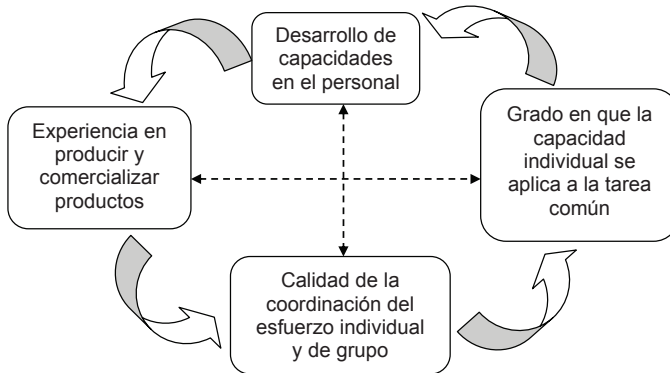 Desarrollo de
capacidades
en el personal
Experiencia en
producir y
comercializar
productos
Grado en que la
capacidad
individual se
aplica a la tarea
común
Calidad de la
coordinación del
esfuerzo individual
y de grupo